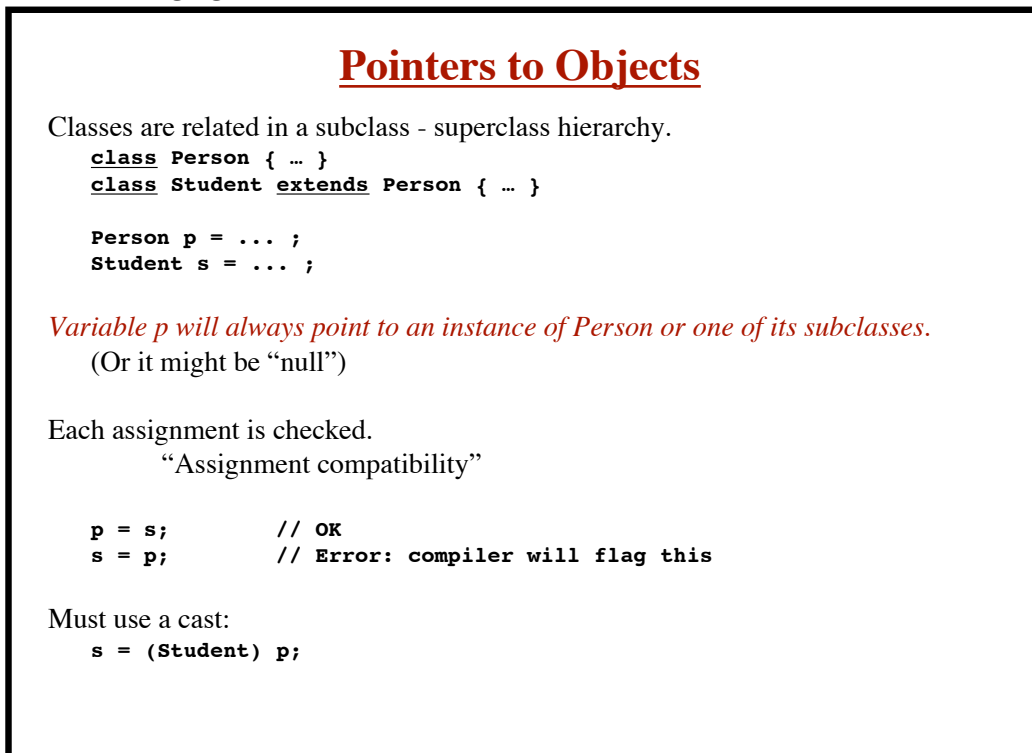 Pointers to Objects
Classes are related in a subclass - superclass hierarchy.
class Person { … }
class Student extends Person { … }
Person p = ... ;
Student s = ... ;
Variable p will always point to an instance of Person or one of its subclasses.
(Or it might be “null”)
Each assignment is checked.
“Assignment compatibility”
p = s; // OK
s = p; // Error: compiler will flag this
Must use a cast:
s = (Student) p;